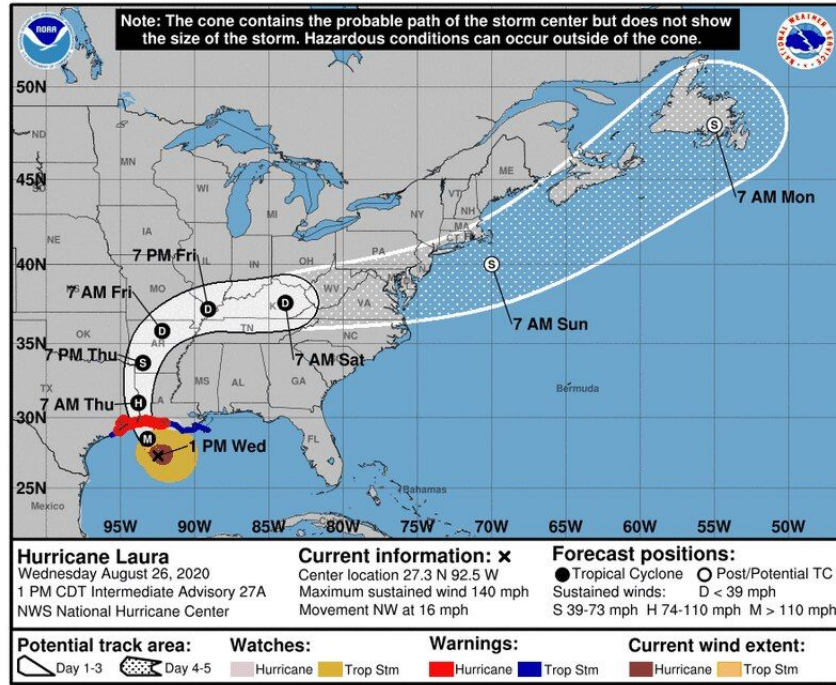 Note: The cone contains the probable path of the storm center but does not show
the size of the storm. Hazardous conditions can occur outside of the cone.
NOAA
NATIONAL WEATHER SERVICE
50N
45N
40N
35N
30N
25N
ND
MN
SD
WI
MI
NY
VT
ME
NH
MA
CT
RI
NE
IA
IL
IN
OH
PA
MO
KY
VA
OK
AR
TN
NC
TX
LA
MS
AL
GA
FL
Mexico
Bahamas
Bermuda
7 AM Mon
7 AM Sun
7 PM Fri
7 AM Fri
7 AM Sat
7 PM Thu
7 AM Thu
1 PM Wed
S
S
D
D
D
S
H
M
95W 90W 85W 80W 75W 70W 65W 60W 55W 50W
Hurricane Laura
Wednesday August 26, 2020
1 PM CDT Intermediate Advisory 27A
NWS National Hurricane Center
Current information: ×
Center location 27.3 N 92.5 W
Maximum sustained wind 140 mph
Movement NW at 16 mph
Forecast positions:
Tropical Cyclone Post/Potential TC
Sustained winds: D < 39 mph
S 39-73 mph H 74-110 mph M > 110 mph
Potential track area:
Day 1-3 Day 4-5
Watches:
Hurricane Trop Stm
Warnings:
Hurricane Trop Stm
Current wind extent:
Hurricane Trop Stm